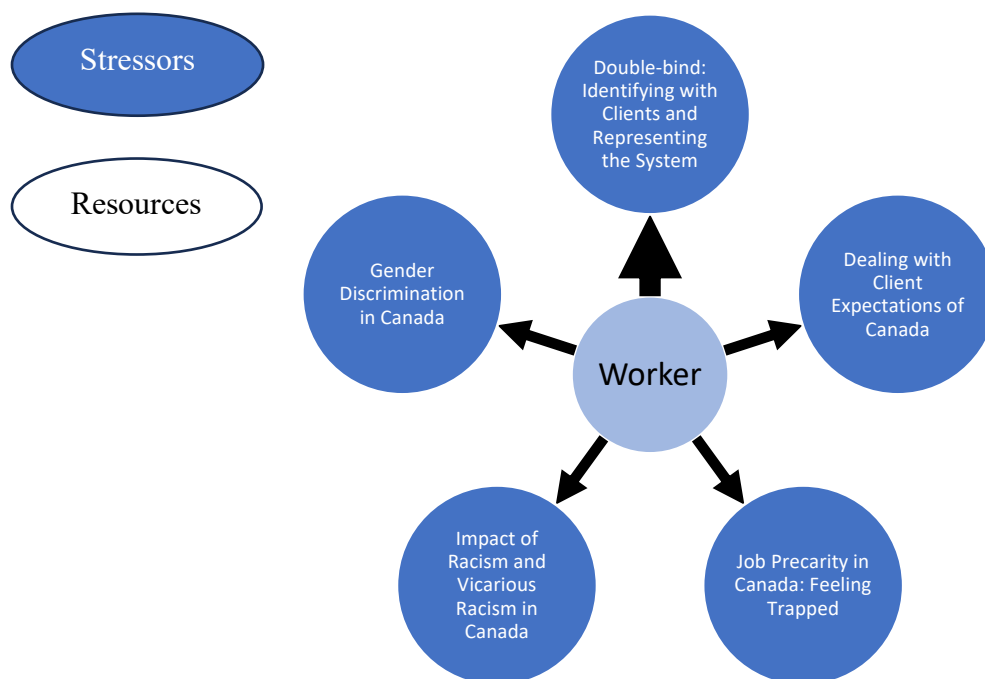 Stressors
Resources
Double-bind:
Identifying with
Clients and
Representing
the System
Gender
Discrimination
in Canada
Dealing with
Client
Expectations of
Canada
Worker
Impact of
Racism and
Vicarious
Racism in
Canada
Job Precarity in
Canada: Feeling
Trapped